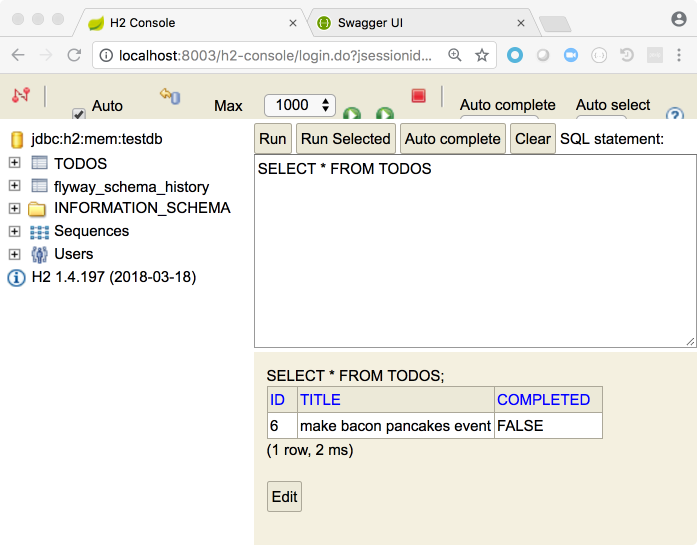 H2 Console
Swagger UI
localhost:8003/h2-console/login.do?jsessionid...
Auto
Max
1000
Auto complete
Auto select
jdbc:h2:mem:testdb
TODOS
flyway_schema_history
INFORMATION_SCHEMA
Sequences
Users
H2 1.4.197 (2018-03-18)
Run
Run Selected
Auto complete
Clear
SQL statement:
SELECT * FROM TODOS
SELECT * FROM TODOS;
ID TITLE COMPLETED
6 make bacon pancakes event FALSE
(1 row, 2 ms)
Edit